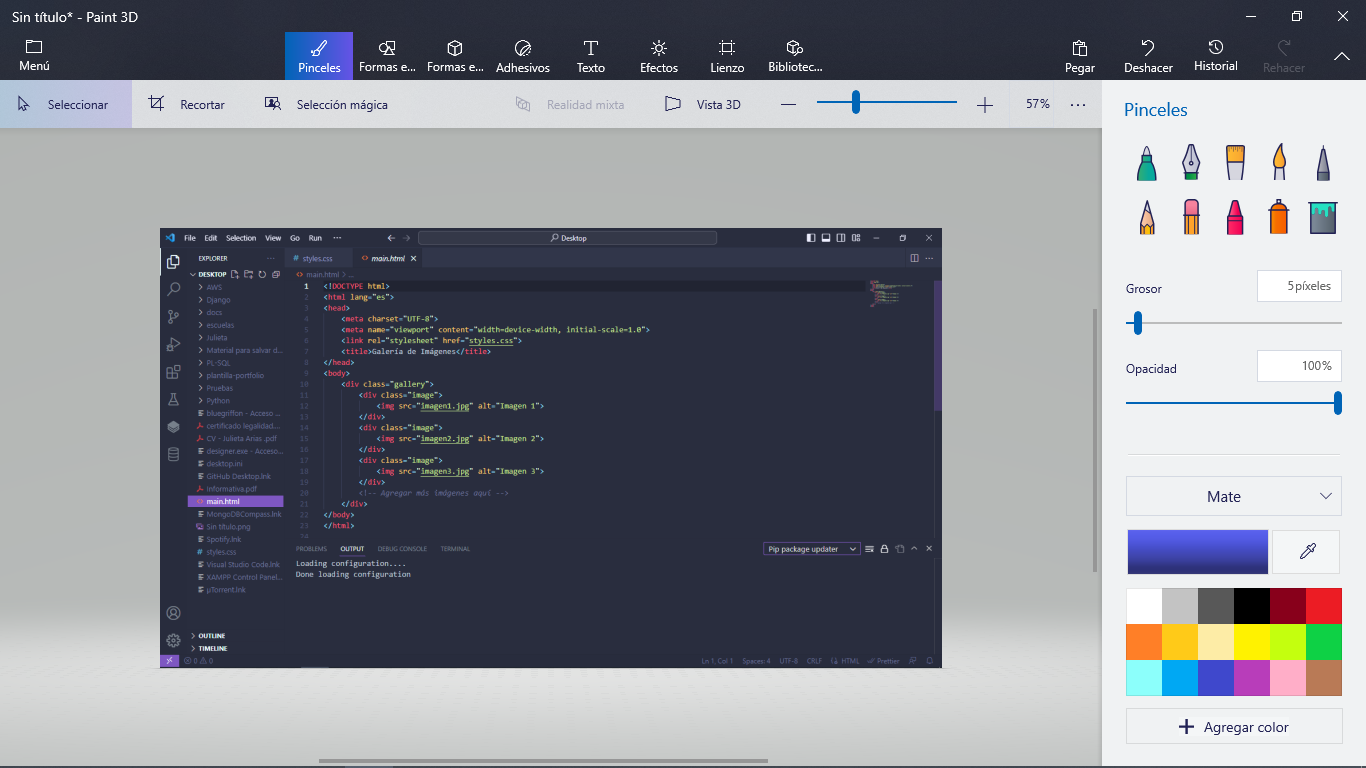 Sin título* - Paint 3D
Menú
Pinceles
Formas e...
Formas e...
Adhesivos
Texto
Efectos
Lienzo
Bibliotec...
Pegar
Deshacer
Historial
Rehacer
Seleccionar
Recortar
Selección mágica
Realidad mixta
Vista 3D
57%
Pinceles
Grosor
5píxeles
Opacidad
100%
Mate
Agregar color
File Edit Selection View Go Run ···
Desktop
EXPLORER
DESKTOP
AWS
Django
docs
escuelas
Julieta
Material para salvar d...
PL-SQL
plantilla-portfolio
Pruebas
Python
bluegriffon - Acceso ...
certificado legalidad....
CV - Julieta Arias .pdf
designer.exe - Acceso...
desktop.ini
GitHub Desktop.lnk
Informativa.pdf
main.html
MongoDBCompass.lnk
Sin título.png
Spotify.lnk
styles.css
Visual Studio Code.lnk
XAMPP Control Panel...
µTorrent.lnk
OUTLINE
TIMELINE
styles.css
main.html
main.html > ...
1 <!DOCTYPE html>
2 <html lang="es">
3 <head>
4 <meta charset="UTF-8">
5 <meta name="viewport" content="width=device-width, initial-scale=1.0">
6 <link rel="stylesheet" href="styles.css">
7 <title>Galería de Imágenes</title>
8 </head>
9 <body>
10 <div class="gallery">
11 <div class="image">
12 <img src="imagen1.jpg" alt="Imagen 1">
13 </div>
14 <div class="image">
15 <img src="imagen2.jpg" alt="Imagen 2">
16 </div>
17 <div class="image">
18 <img src="imagen3.jpg" alt="Imagen 3">
19 </div>
20 <!-- Agregar más imágenes aquí -->
21 </div>
22 </body>
23 </html>
24
PROBLEMS OUTPUT DEBUG CONSOLE TERMINAL
Pip package updater
Loading configuration....
Done loading configuration
0 0
Ln 1, Col 1 Spaces: 4 UTF-8 CRLF HTML Prettier